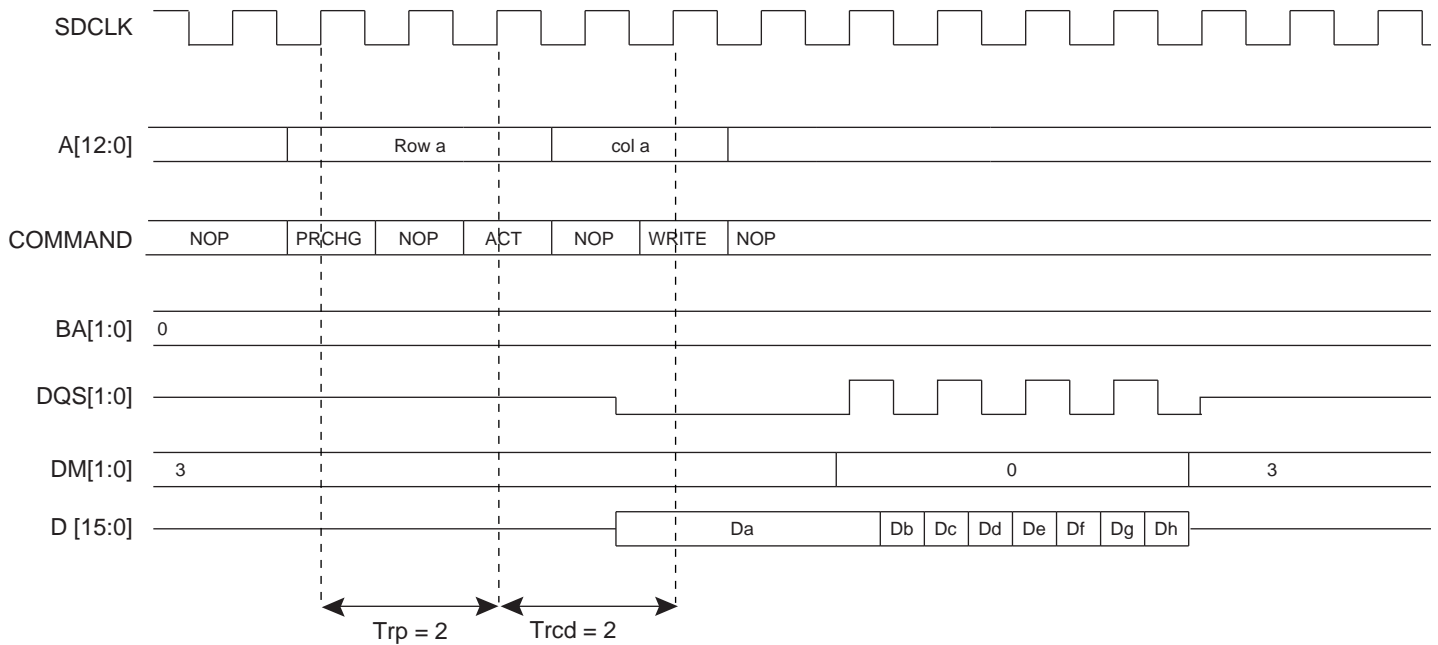 SDCLK
A[12:0] Row a col a
COMMAND NOP PRCHG NOP ACT NOP WRITE NOP
BA[1:0] 0
DQS[1:0]
DM[1:0] 3 0 3
D [15:0] Da Db Dc Dd De Df Dg Dh
Trp = 2 Trcd = 2